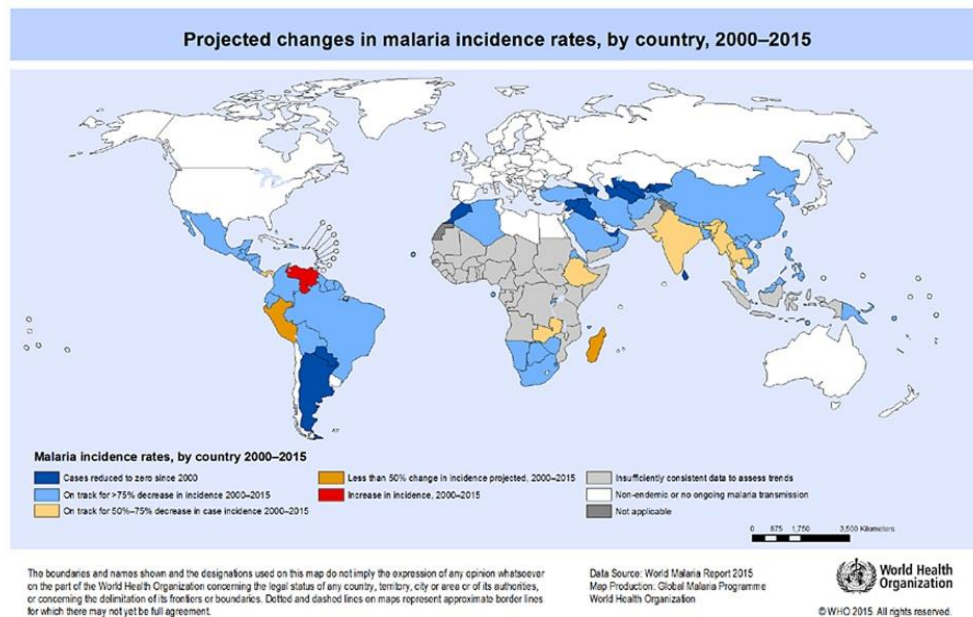 Projected changes in malaria incidence rates, by country, 2000–2015
Malaria incidence rates, by country 2000–2015
Cases reduced to zero since 2000
On track for >75% decrease in incidence 2000–2015
On track for 50%–75% decrease in case incidence 2000–2015
Less than 50% change in incidence projected, 2000–2015
Increase in incidence, 2000–2015
Insufficiently consistent data to assess trends
Non-endemic or no ongoing malaria transmission
Not applicable
0 875 1,750 3,500 Kilometers
The boundaries and names shown and the designations used on this map do not imply the expression of any opinion whatsoever
on the part of the World Health Organization concerning the legal status of any country, territory, city or area or of its authorities,
or concerning the delimitation of its frontiers or boundaries. Dotted and dashed lines on maps represent approximate border lines
for which there may not yet be full agreement.
Data Source: World Malaria Report 2015
Map Production: Global Malaria Programme
World Health Organization
World Health
Organization
© WHO 2015. All rights reserved.